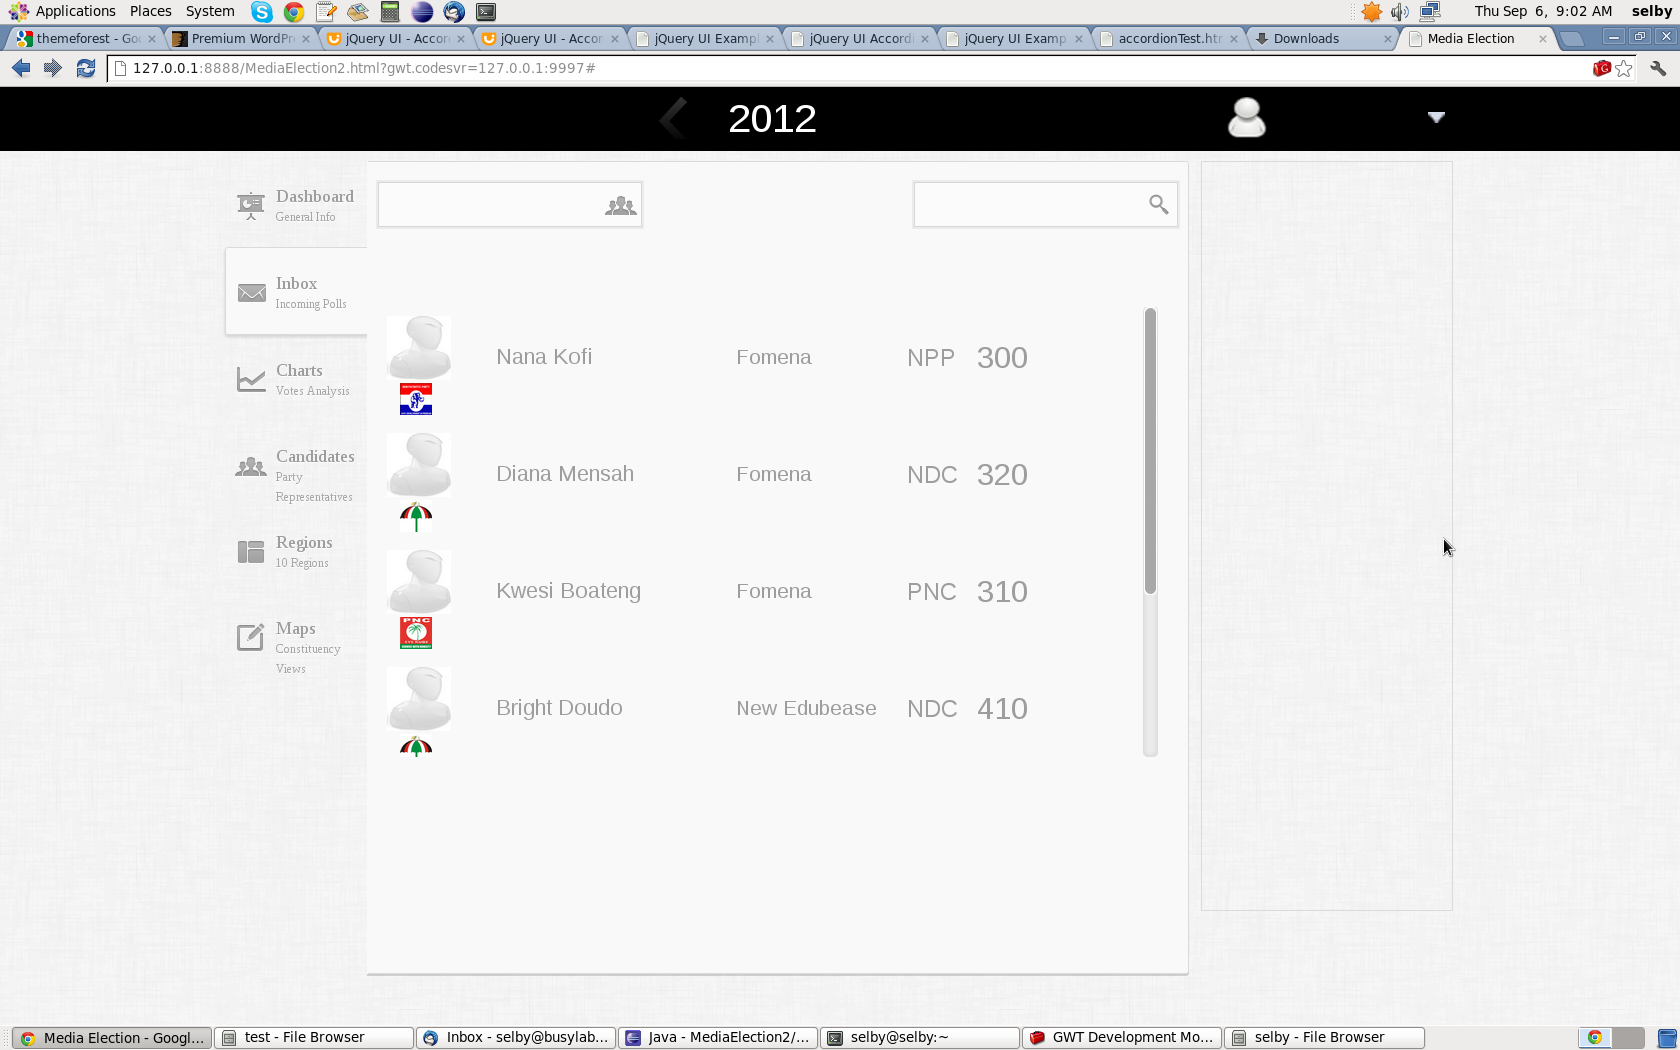 Applications Places System
Thu Sep 6, 9:02 AM selby
themeforest - Go
Premium WordPr
jQuery UI - Accor
jQuery UI - Accor
jQuery UI Exampl
jQuery UI Accord
jQuery UI Examp
accordionTest.htm
Downloads
Media Election
127.0.0.1:8888/MediaElection2.html?gwt.codesvr=127.0.0.1:9997#
2012
Dashboard
General Info
Inbox
Incoming Polls
Charts
Votes Analysis
Candidates
Party
Representatives
Regions
10 Regions
Maps
Constituency
Views
Nana Kofi Fomena NPP 300
Diana Mensah Fomena NDC 320
Kwesi Boateng Fomena PNC 310
PNC
Bright Doudo New Edubease NDC 410
Media Election - Googl...
test - File Browser
Inbox - selby@busylab...
Java - MediaElection2/...
selby@selby:~
GWT Development Mo...
selby - File Browser